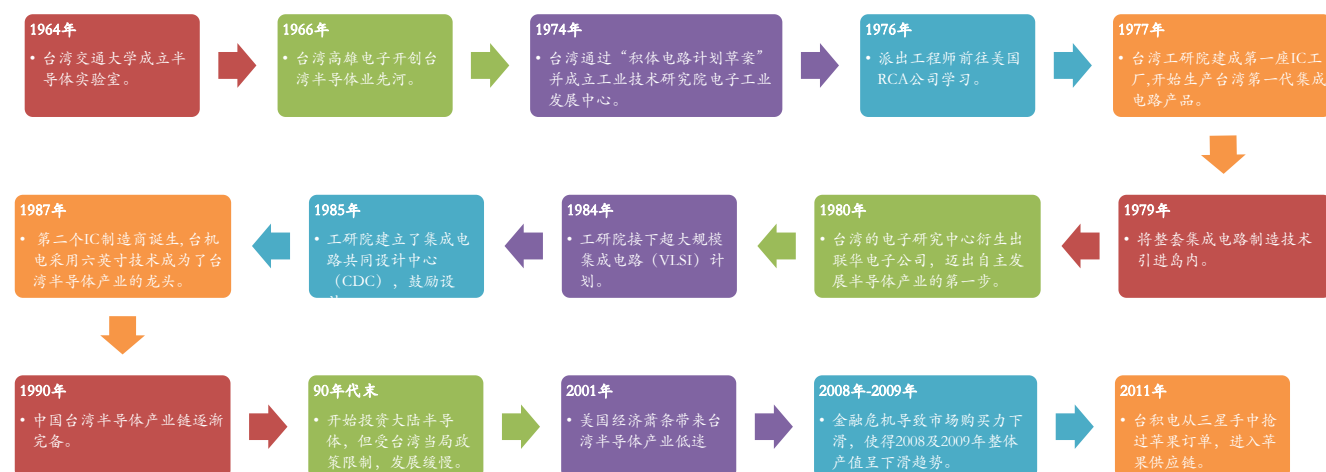 1964年
• 台湾交通大学成立半
导体实验室。
1966年
• 台湾高雄电子开创台
湾半导体业先河。
1974年
• 台湾通过“积体电路计划草案”
并成立工业技术研究院电子工业
发展中心。
1976年
• 派出工程师前往美国
RCA公司学习。
1977年
• 台湾工研院建成第一座IC工
厂,开始生产台湾第一代集成
电路产品。
1979年
• 将整套集成电路制造技术
引进岛内。
1980年
• 台湾的电子研究中心衍生出
联华电子公司，迈出自主发
展半导体产业的第一步。
1984年
• 工研院接下超大规模
集成电路（VLSI）计
划。
1985年
• 工研院建立了集成电
路共同设计中心
（CDC），鼓励设
1987年
• 第二个IC制造商诞生,台机
电采用六英寸技术成为了台
湾半导体产业的龙头。
1990年
• 中国台湾半导体产业链逐渐
完备。
90年代末
• 开始投资大陆半导
体，但受台湾当局政
策限制，发展缓慢。
2001年
• 美国经济萧条带来台
湾半导体产业低迷
2008年-2009年
• 金融危机导致市场购买力下
滑，使得2008及2009年整体
产值呈下滑趋势。
2011年
• 台积电从三星手中抢
过苹果订单，进入苹
果供应链。